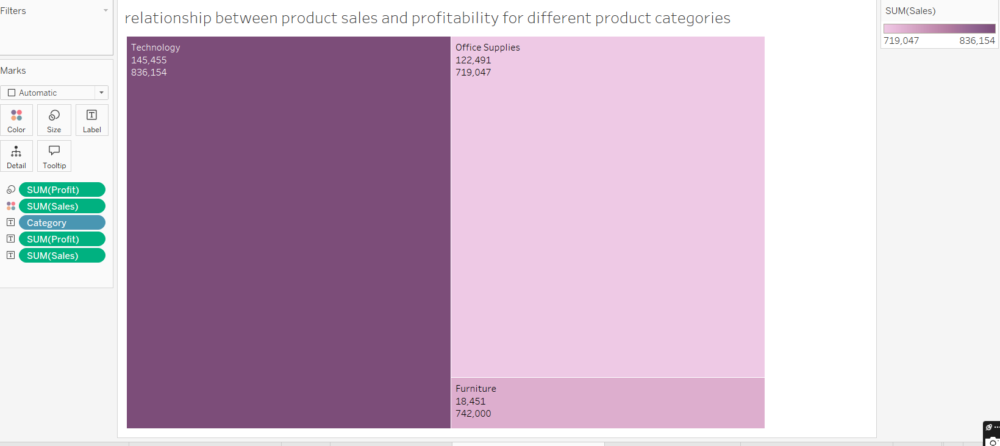 Filters
Marks
Automatic
Color
Size
Label
Detail
Tooltip
SUM(Profit)
SUM(Sales)
Category
SUM(Profit)
SUM(Sales)
relationship between product sales and profitability for different product categories
Technology
145,455
836,154
Office Supplies
122,491
719,047
Furniture
18,451
742,000
SUM(Sales)
719,047 836,154